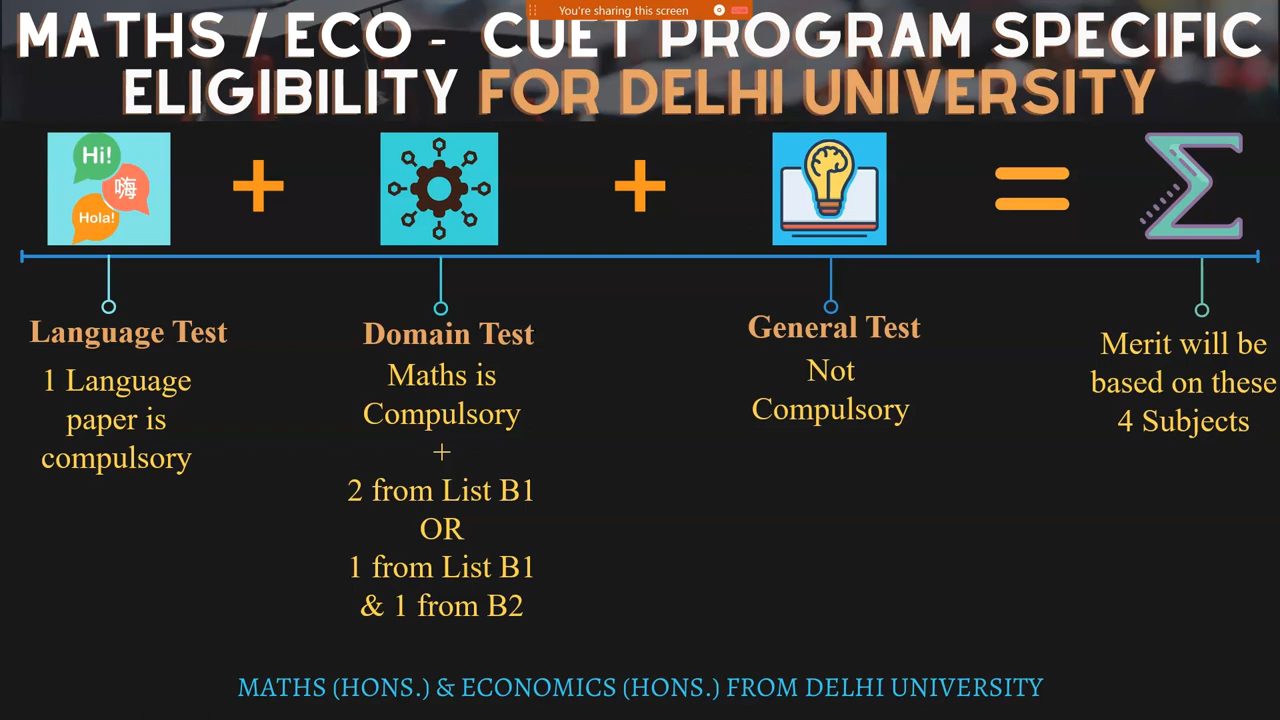 You're sharing this screen
MATHS / ECO - CUET PROGRAM SPECIFIC
ELIGIBILITY FOR DELHI UNIVERSITY
Hi!
嗨
Hola!
Language Test
1 Language
paper is
compulsory
Domain Test
Maths is
Compulsory
+
2 from List B1
OR
1 from List B1
& 1 from B2
General Test
Not
Compulsory
Merit will be
based on these
4 Subjects
MATHS (HONS.) & ECONOMICS (HONS.) FROM DELHI UNIVERSITY